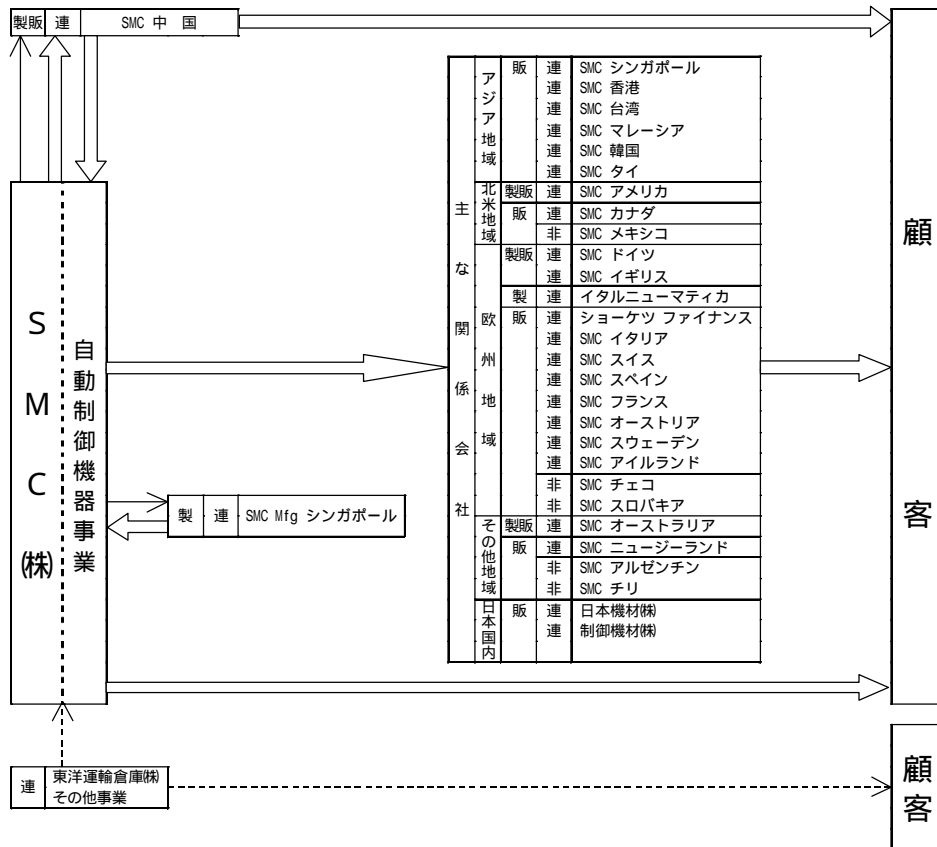 製販 連 SMC 中 国
ア
ジ
ア
地
域
販 連 SMC シンガポール
連 SMC 香港
連 SMC 台湾
連 SMC マレーシア
連 SMC 韓国
連 SMC タイ
北
米
地
域
製販 連 SMC アメリカ
販 連 SMC カナダ
非 SMC メキシコ
主
な
関
係
会
社
欧
州
地
域
製販 連 SMC ドイツ
連 SMC イギリス
製 連 イタルニューマティカ
販 連 ショーケツ ファイナンス
連 SMC イタリア
連 SMC スイス
連 SMC スペイン
連 SMC フランス
連 SMC オーストリア
連 SMC スウェーデン
連 SMC アイルランド
非 SMC チェコ
非 SMC スロバキア
そ
の
他
地
域
製販 連 SMC オーストラリア
販 連 SMC ニュージーランド
非 SMC アルゼンチン
非 SMC チリ
日
本
国
内
販 連 日本機材㈱
連 制御機材㈱
S
M
C
㈱
自
動
制
御
機
器
事
業
製 連 SMC Mfg シンガポール
顧
客
連 東洋運輸倉庫㈱
その他事業
顧
客